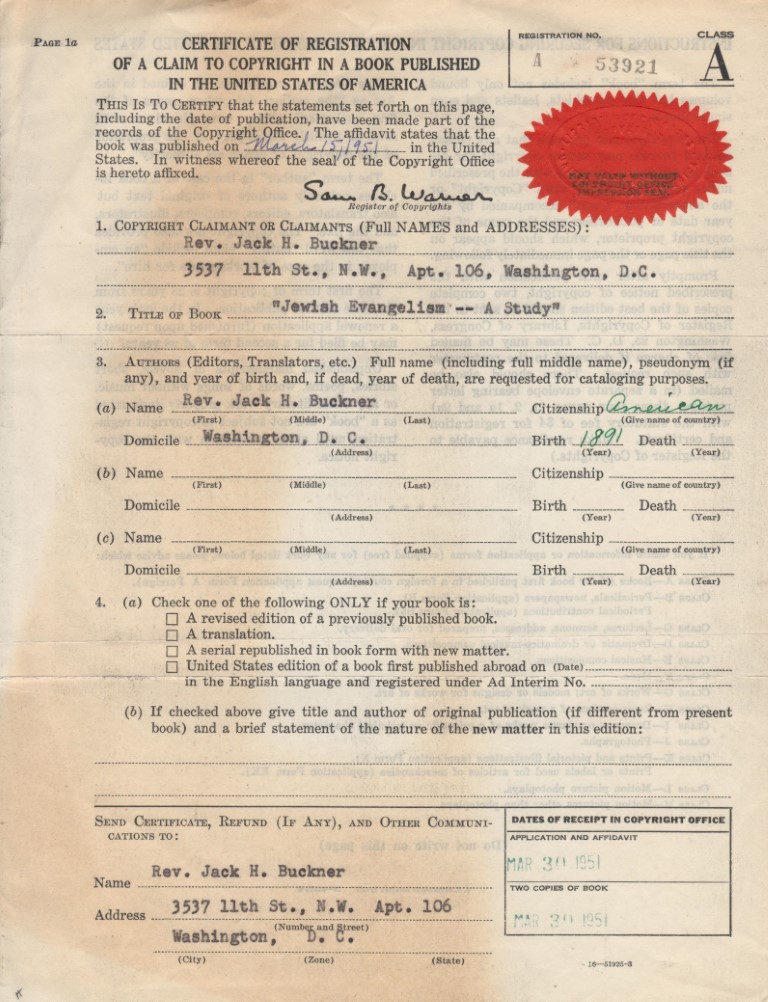 PAGE 1a
CERTIFICATE OF REGISTRATION
OF A CLAIM TO COPYRIGHT IN A BOOK PUBLISHED
IN THE UNITED STATES OF AMERICA
REGISTRATION NO.
CLASS
A 53921
A
THIS IS TO CERTIFY that the statements set forth on this page,
including the date of publication, have been made part of the
records of the Copyright Office. The affidavit states that the
book was published on March 15, 1951 in the United
States. In witness whereof the seal of the Copyright Office
is hereto affixed.
NOT VALID WITHOUT
COPYRIGHT OFFICE
IMPRESSION SEAL
Sam B. Warner
Register of Copyrights
1. COPYRIGHT CLAIMANT OR CLAIMANTS (Full NAMES and ADDRESSES):
Rev. Jack H. Buckner
3537 11th St., N.W., Apt. 106, Washington, D.C.
2. TITLE OF BOOK "Jewish Evangelism -- A Study"
3. AUTHORS (Editors, Translators, etc.) Full name (including full middle name), pseudonym (if
any), and year of birth and, if dead, year of death, are requested for cataloging purposes.
(a) Name Rev. Jack H. Buckner Citizenship American
(First) (Middle) (Last) (Give name of country)
Domicile Washington, D. C. Birth 1891 Death
(Address) (Year) (Year)
(b) Name Citizenship
(First) (Middle) (Last) (Give name of country)
Domicile Birth Death
(Address) (Year) (Year)
(c) Name Citizenship
(First) (Middle) (Last) (Give name of country)
Domicile Birth Death
(Address) (Year) (Year)
4. (a) Check one of the following ONLY if your book is:
A revised edition of a previously published book.
A translation.
A serial republished in book form with new matter.
United States edition of a book first published abroad on (Date)
in the English language and registered under Ad Interim No.
(b) If checked above give title and author of original publication (if different from present
book) and a brief statement of the nature of the new matter in this edition:
SEND CERTIFICATE, REFUND (IF ANY), AND OTHER COMMUNI-
CATIONS TO:
Name Rev. Jack H. Buckner
Address 3537 11th St., N.W. Apt. 106
(Number and Street)
Washington, D. C.
(City) (Zone) (State)
DATES OF RECEIPT IN COPYRIGHT OFFICE
APPLICATION AND AFFIDAVIT
MAR 30 1951
TWO COPIES OF BOOK
MAR 30 1951
16—51925-3